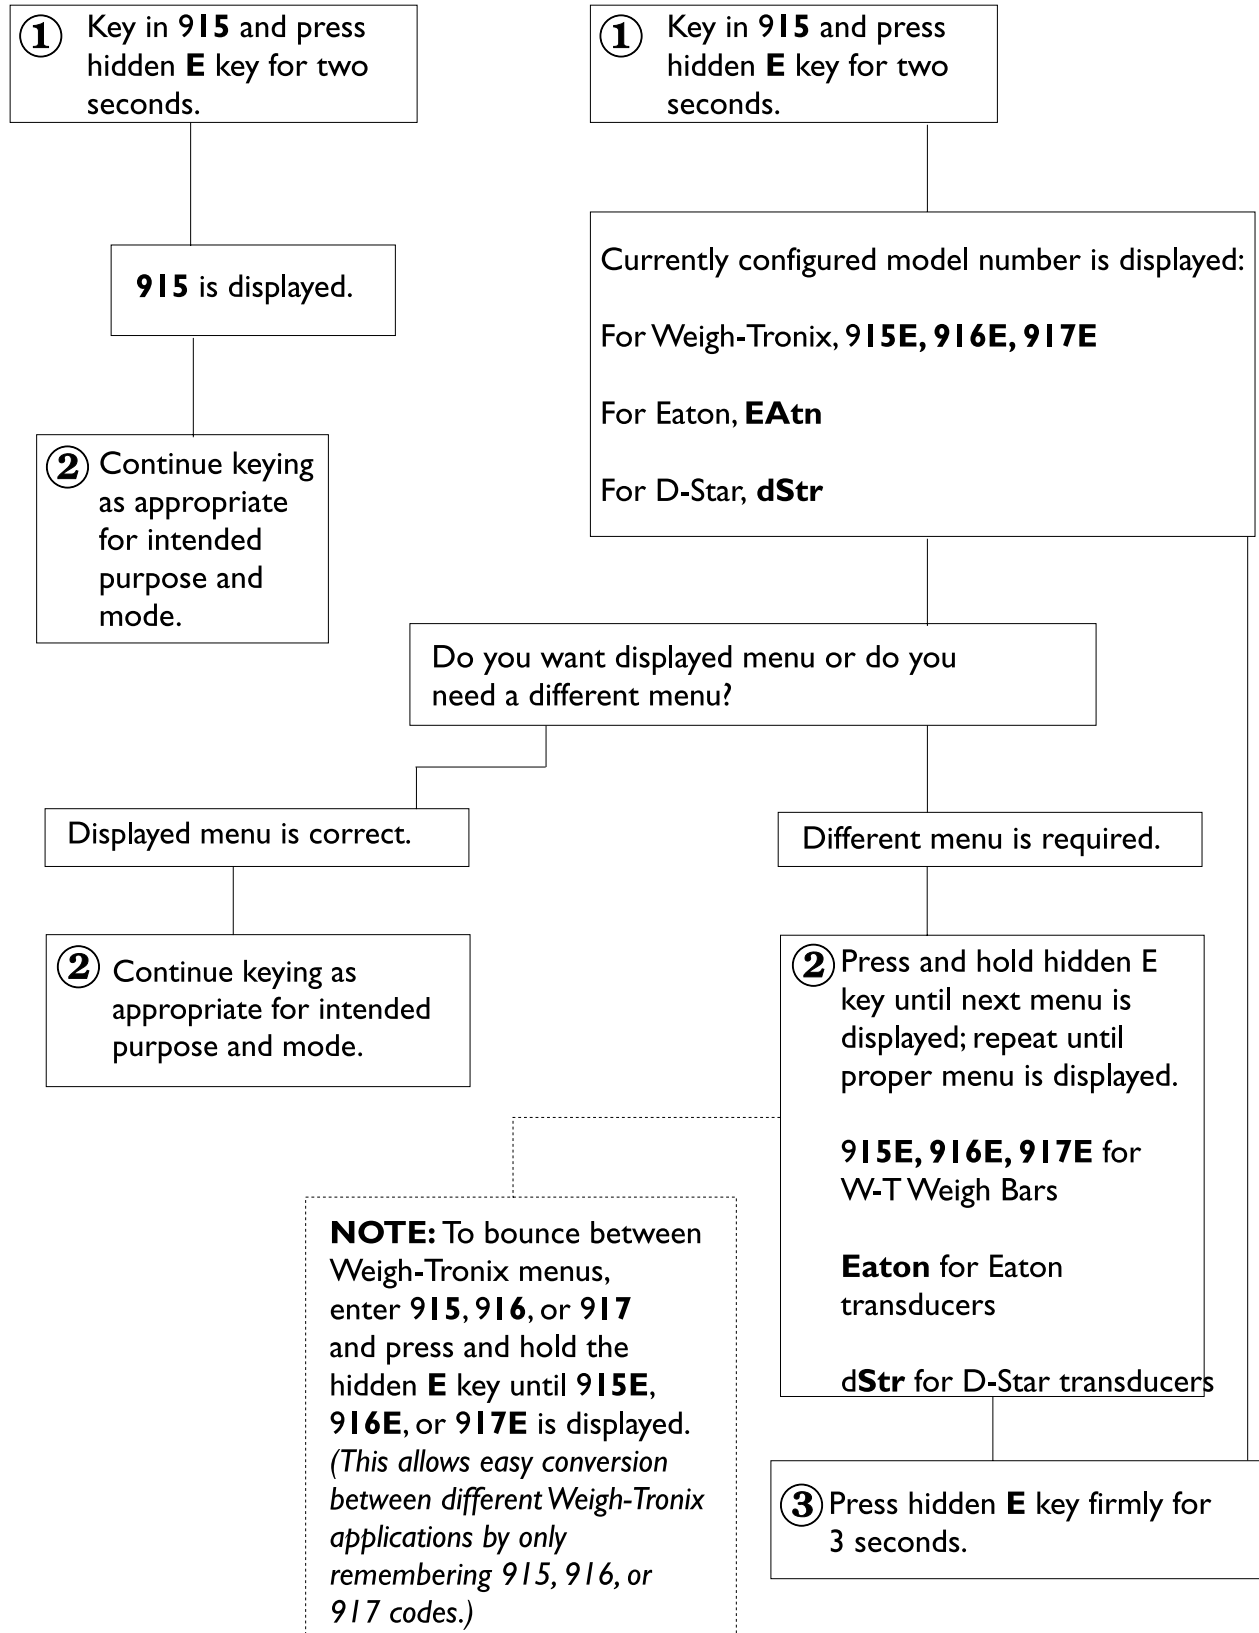 1 Key in 915 and press
hidden E key for two
seconds.
915 is displayed.
2 Continue keying
as appropriate
for intended
purpose and
mode.
1 Key in 915 and press
hidden E key for two
seconds.
Currently configured model number is displayed:
For Weigh-Tronix, 915E, 916E, 917E
For Eaton, EAtn
For D-Star, dStr
Do you want displayed menu or do you
need a different menu?
Displayed menu is correct.
2 Continue keying as
appropriate for intended
purpose and mode.
Different menu is required.
2 Press and hold hidden E
key until next menu is
displayed; repeat until
proper menu is displayed.
915E, 916E, 917E for
W-T Weigh Bars
Eaton for Eaton
transducers
dStr for D-Star transducers
NOTE: To bounce between
Weigh-Tronix menus,
enter 915, 916, or 917
and press and hold the
hidden E key until 915E,
916E, or 917E is displayed.
(This allows easy conversion
between different Weigh-Tronix
applications by only
remembering 915, 916, or
917 codes.)
3 Press hidden E key firmly for
3 seconds.